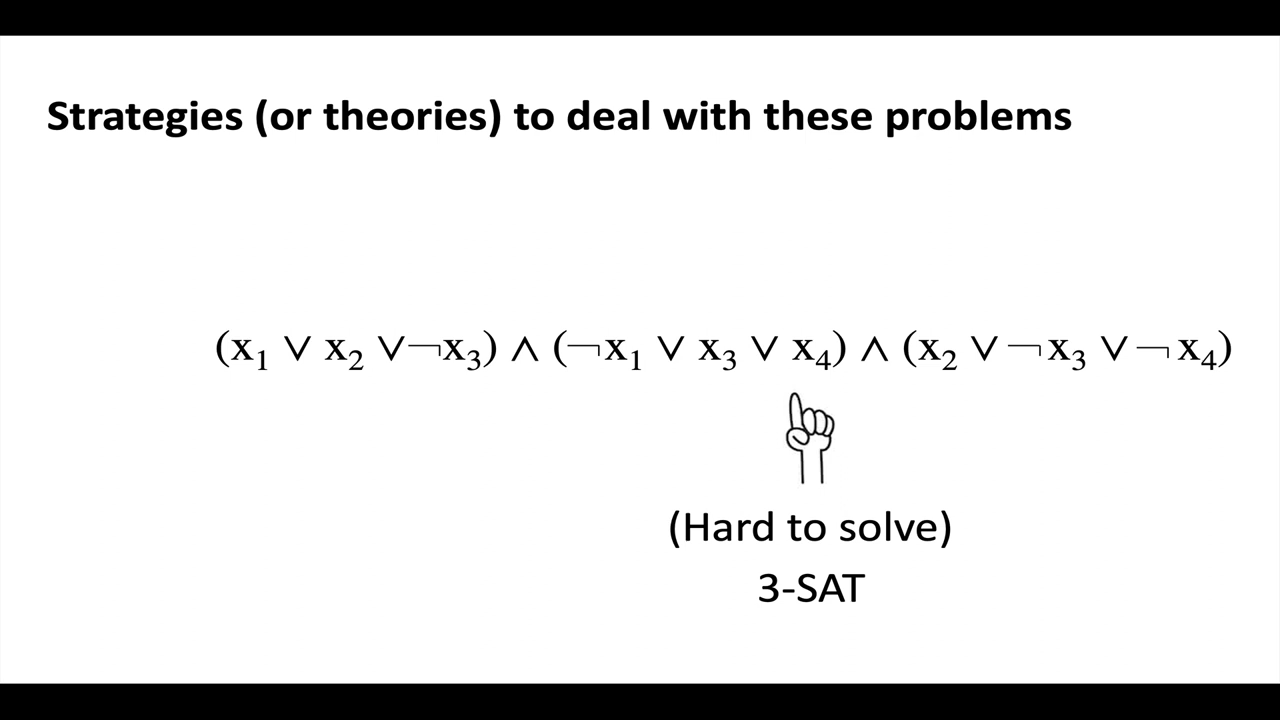 Strategies (or theories) to deal with these problems
(x₁ ∨ x₂ ∨¬x₃) ∧ (¬x₁ ∨ x₃ ∨ x₄) ∧ (x₂ ∨ ¬x₃ ∨ ¬ x₄)
(Hard to solve)
3-SAT